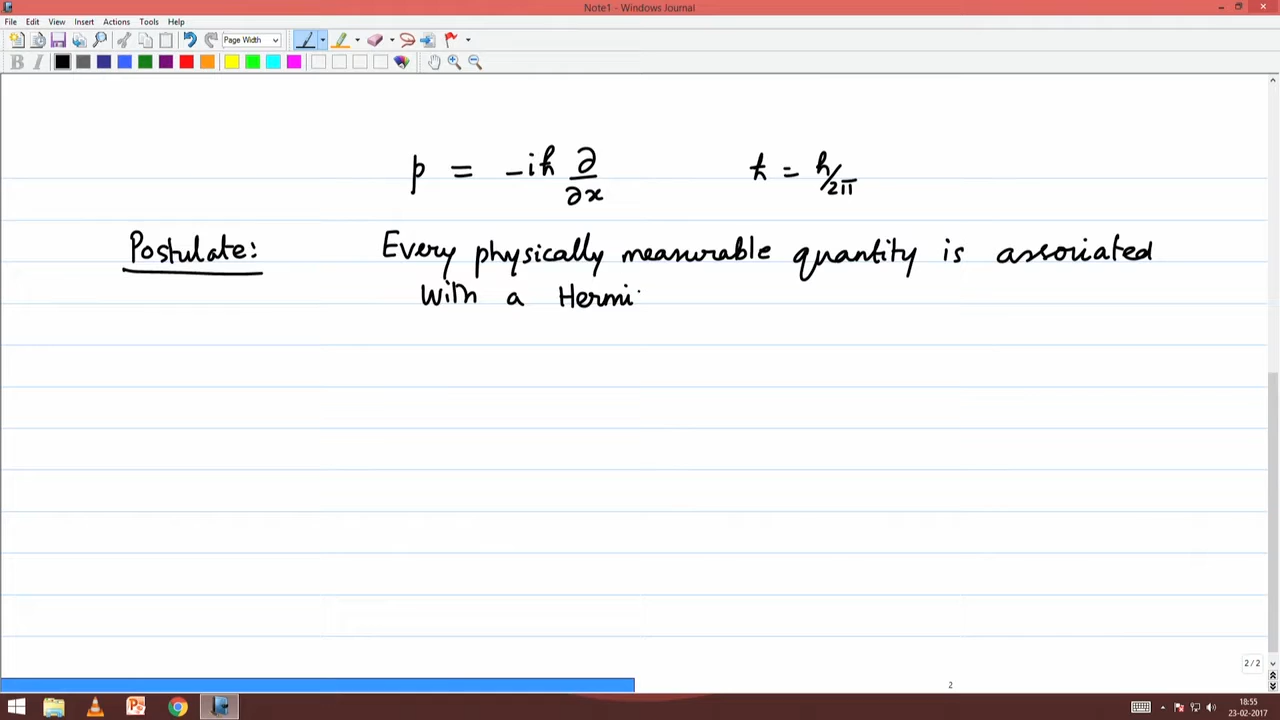 Note1 - Windows Journal
File Edit View Insert Actions Tools Help
Page Width
B I
p = -iħ ∂/∂x ħ = h/2π
Postulate: Every physically measurable quantity is associated
with a Hermi
2 / 2
2
18:55
23-02-2017